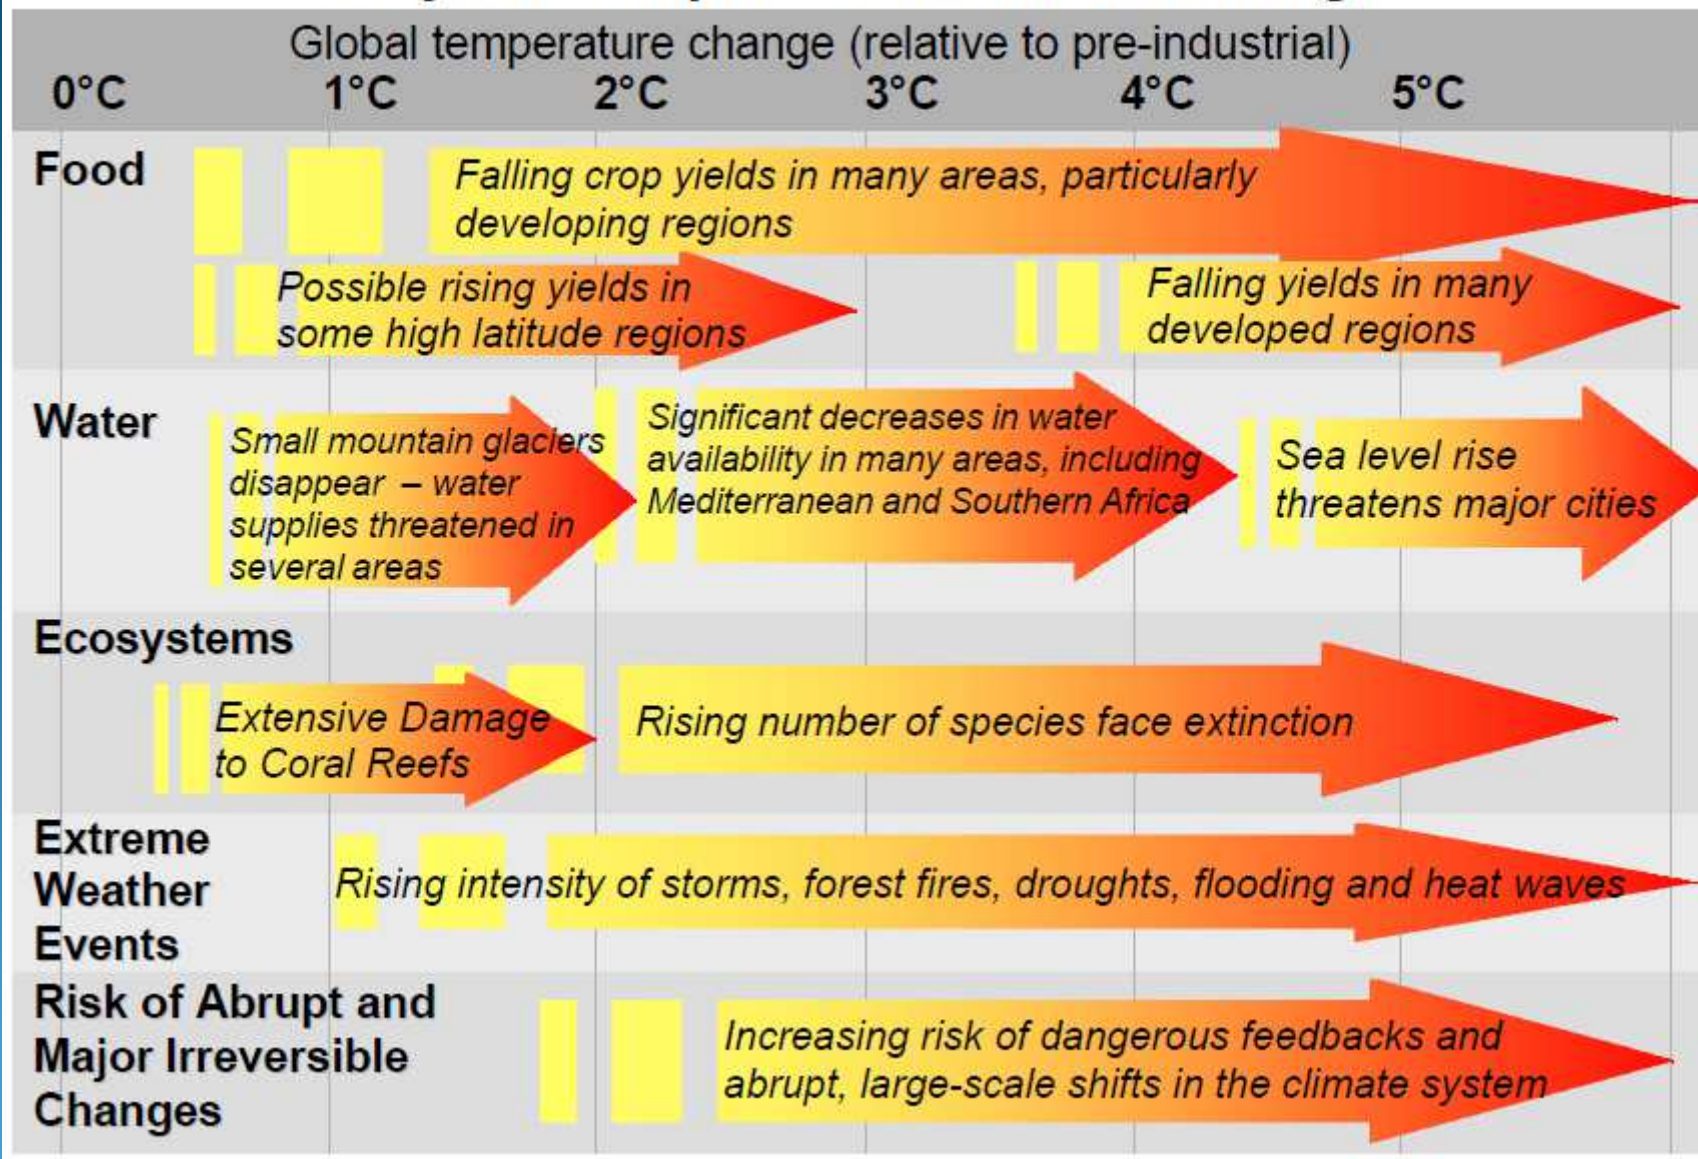 Global temperature change (relative to pre-industrial)
0°C 1°C 2°C 3°C 4°C 5°C
Food
Falling crop yields in many areas, particularly
developing regions
Possible rising yields in
some high latitude regions
Falling yields in many
developed regions
Water
Small mountain glaciers
disappear – water
supplies threatened in
several areas
Significant decreases in water
availability in many areas, including
Mediterranean and Southern Africa
Sea level rise
threatens major cities
Ecosystems
Extensive Damage
to Coral Reefs
Rising number of species face extinction
Extreme
Weather
Events
Rising intensity of storms, forest fires, droughts, flooding and heat waves
Risk of Abrupt and
Major Irreversible
Changes
Increasing risk of dangerous feedbacks and
abrupt, large-scale shifts in the climate system